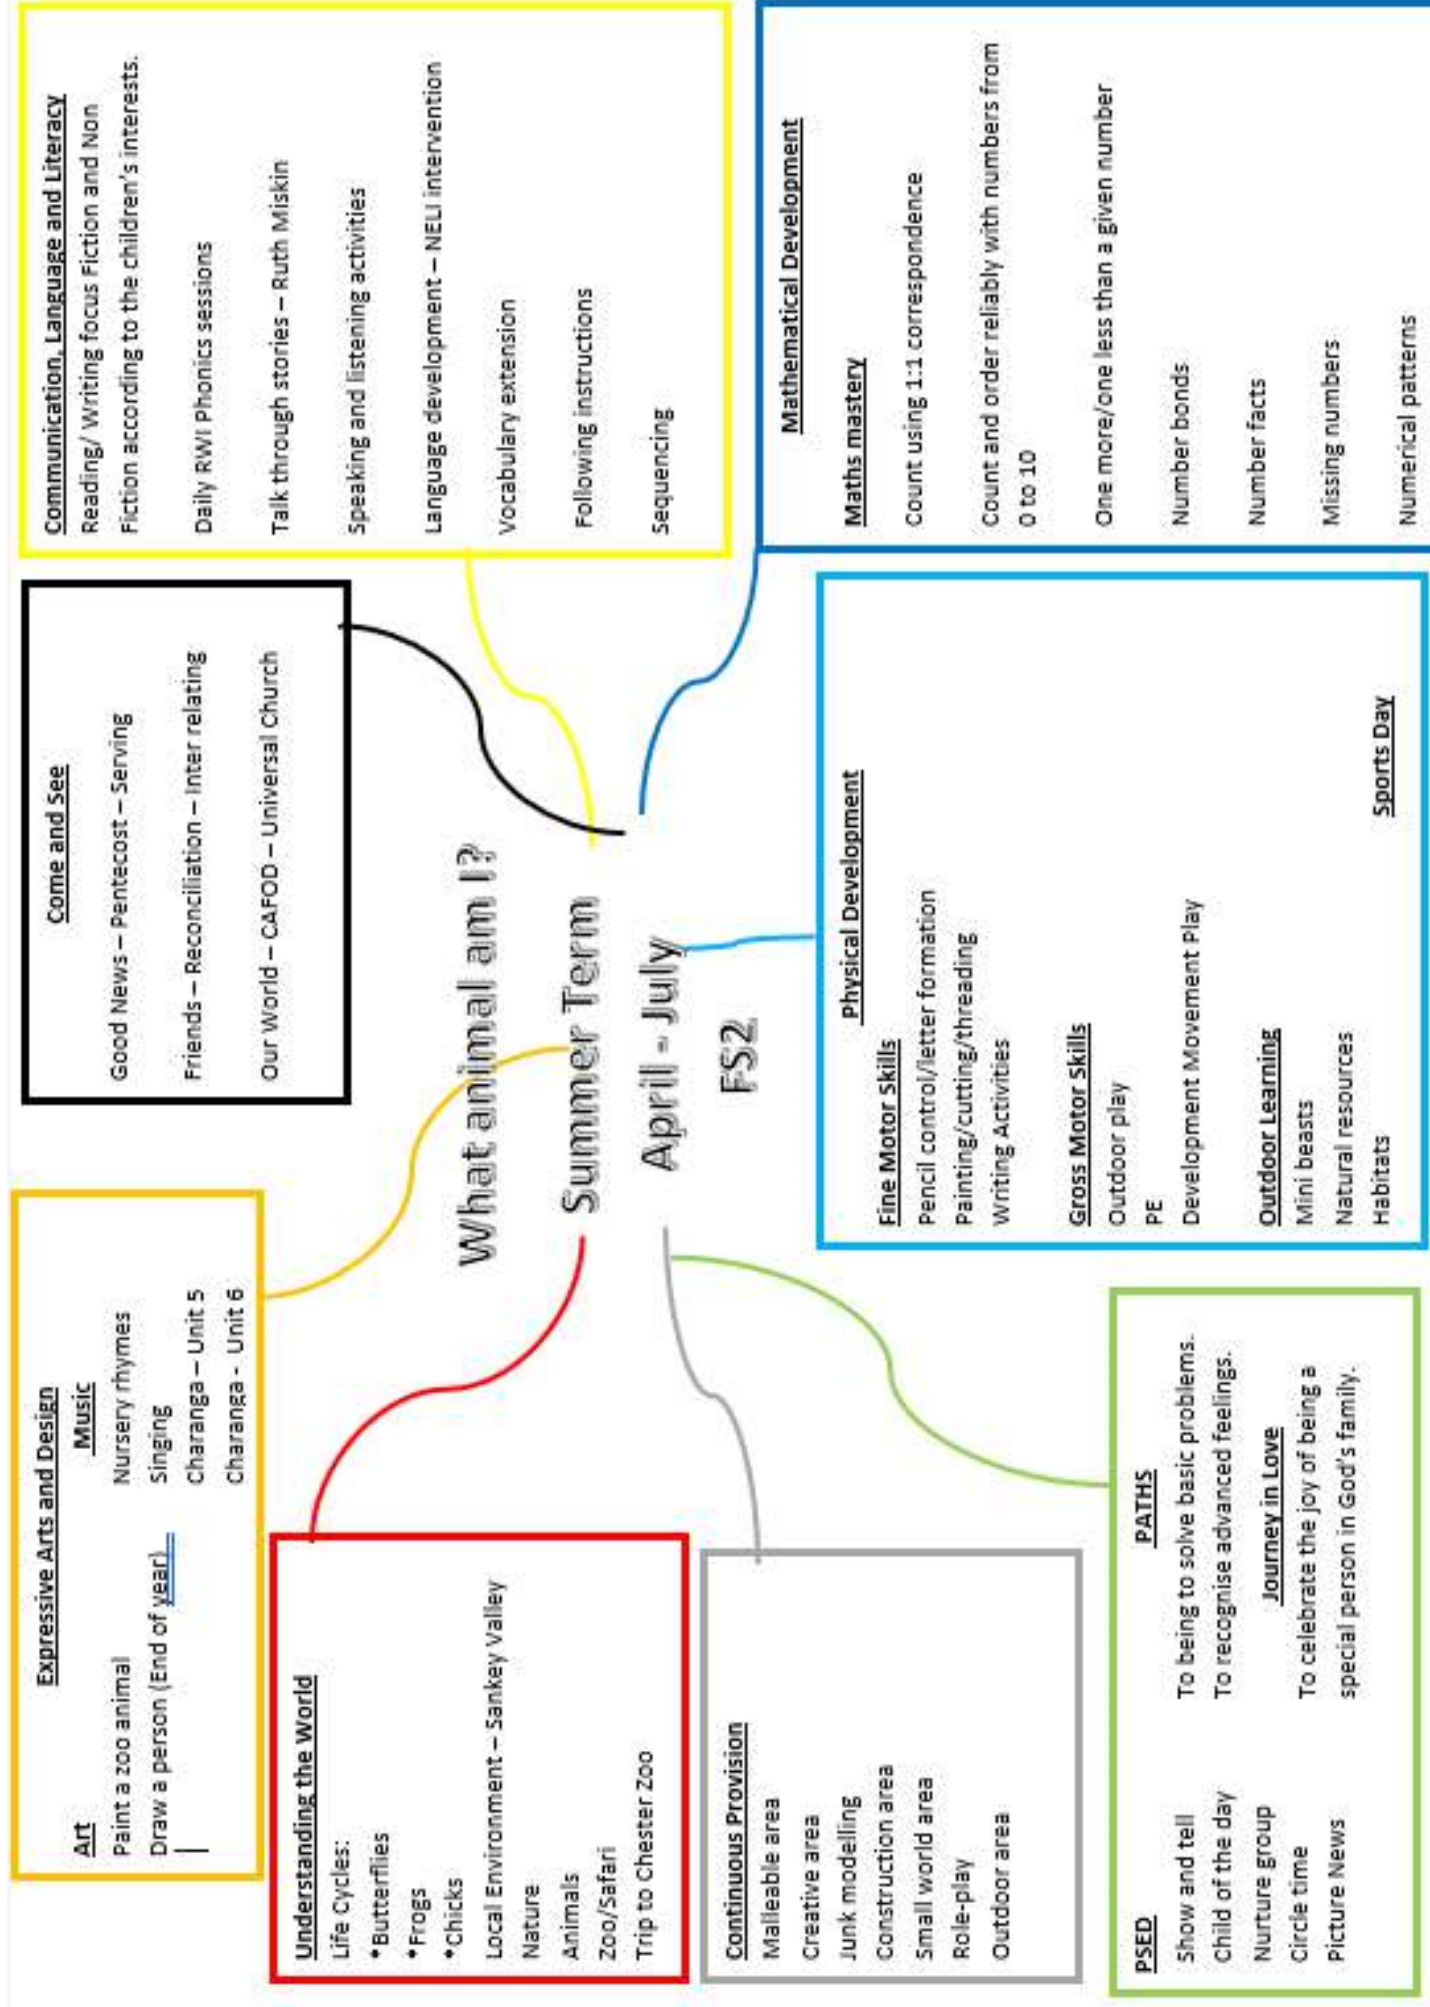 What animal am I?
Summer Term
April - July
FS2
Expressive Arts and Design
Art
Paint a zoo animal
Draw a person (End of year)
Music
Nursery rhymes
Singing
Charanga – Unit 5
Charanga - Unit 6
Come and See
Good News – Pentecost – Serving
Friends – Reconciliation – Inter relating
Our World – CAFOD – Universal Church
Communication, Language and Literacy
Reading/ Writing focus Fiction and Non
Fiction according to the children's interests.
Daily RWI Phonics sessions
Talk through stories – Ruth Miskin
Speaking and listening activities
Language development – NELI intervention
Vocabulary extension
Following instructions
Sequencing
Understanding the World
Life Cycles:
*Butterflies
*Frogs
*Chicks
Local Environment – Sankey Valley
Nature
Animals
Zoo/Safari
Trip to Chester Zoo
Continuous Provision
Malleable area
Creative area
Junk modelling
Construction area
Small world area
Role-play
Outdoor area
PSED
Show and tell
Child of the day
Nurture group
Circle time
Picture News
PATHS
To being to solve basic problems.
To recognise advanced feelings.
Journey in Love
To celebrate the joy of being a
special person in God's family.
Physical Development
Fine Motor Skills
Pencil control/letter formation
Painting/cutting/threading
Writing Activities
Gross Motor Skills
Outdoor play
PE
Development Movement Play
Outdoor Learning
Mini beasts
Natural resources
Habitats
Sports Day
Mathematical Development
Maths mastery
Count using 1:1 correspondence
Count and order reliably with numbers from
0 to 10
One more/one less than a given number
Number bonds
Number facts
Missing numbers
Numerical patterns